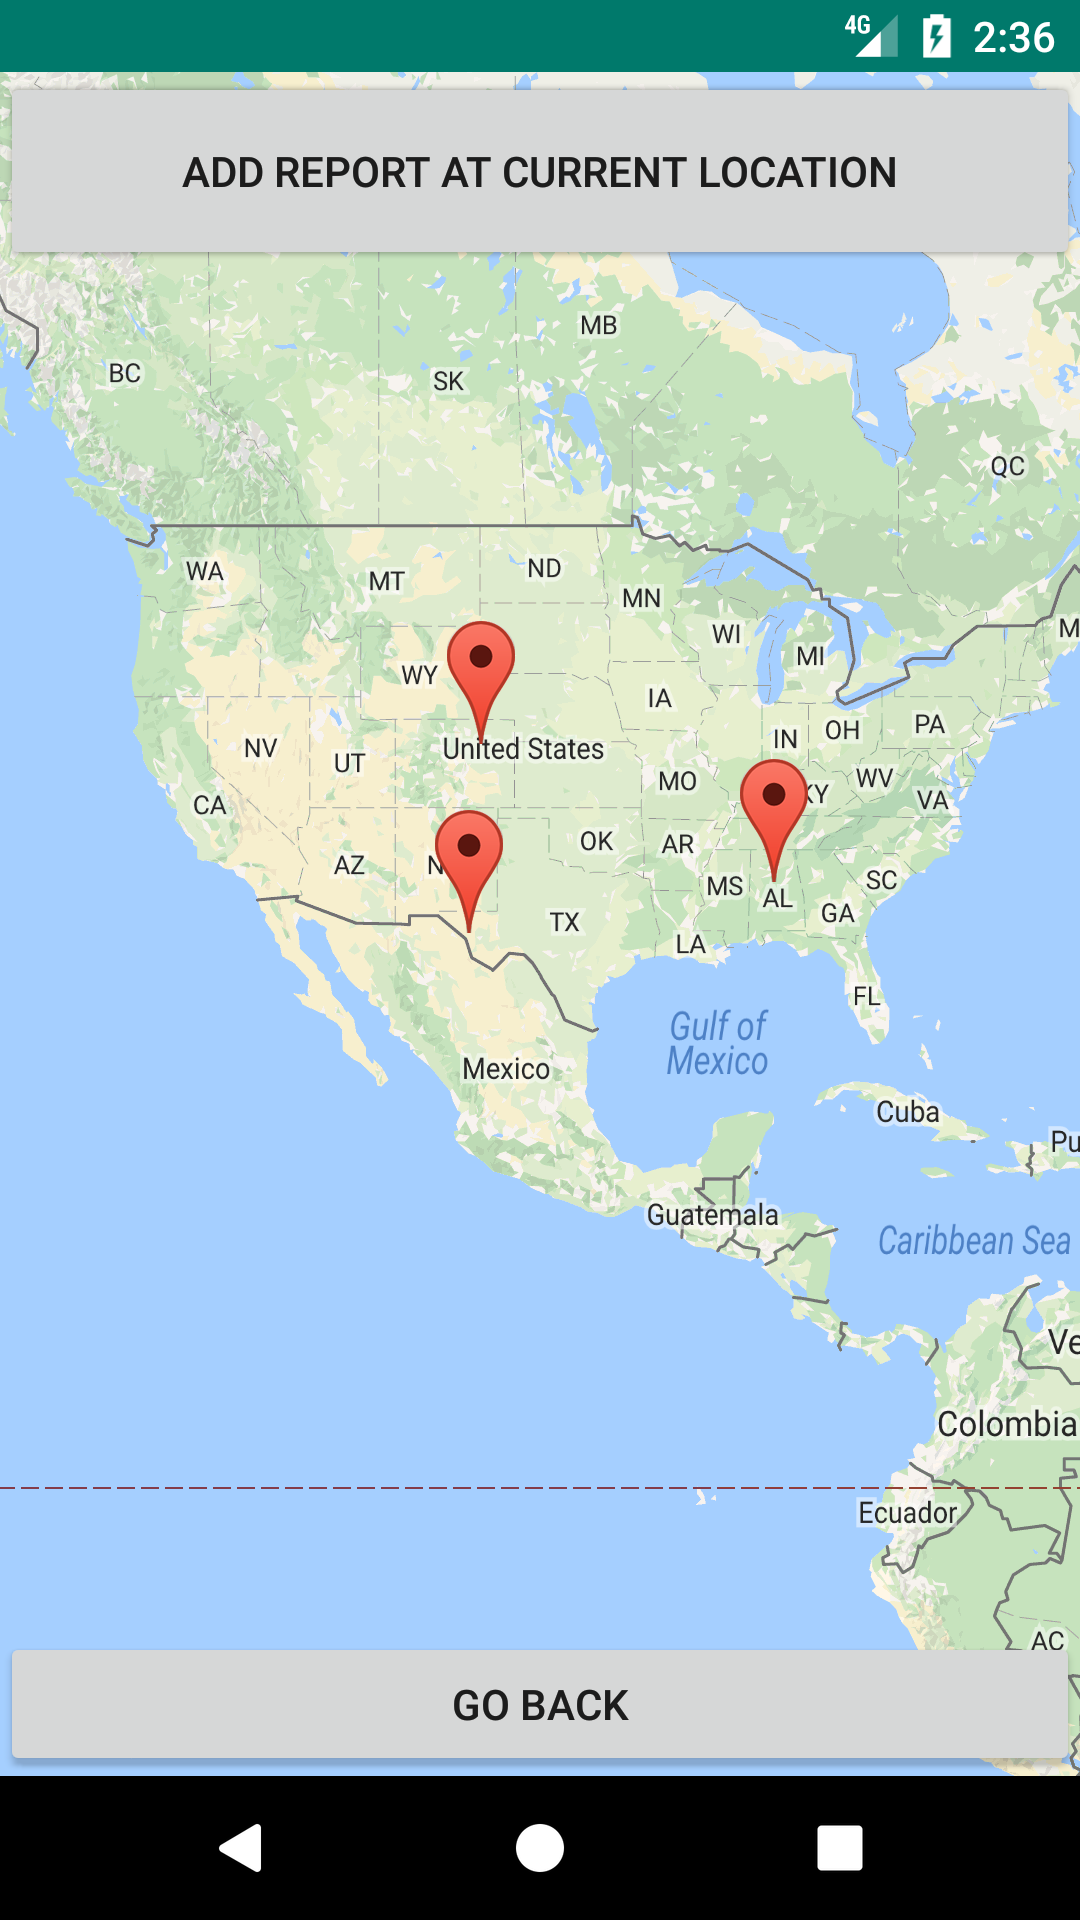 4G 2:36
ADD REPORT AT CURRENT LOCATION
MB
BC
SK
QC
WA
MT
ND
MN
WI
MI
WY
IA
PA
OH
IN
NV
UT
United States
MO
WV
KY
VA
CA
OK
AR
AZ
SC
MS
AL
GA
TX
LA
FL
Gulf of
Mexico
Mexico
Cuba
Guatemala
Caribbean Sea
Colombia
Ecuador
AC
GO BACK